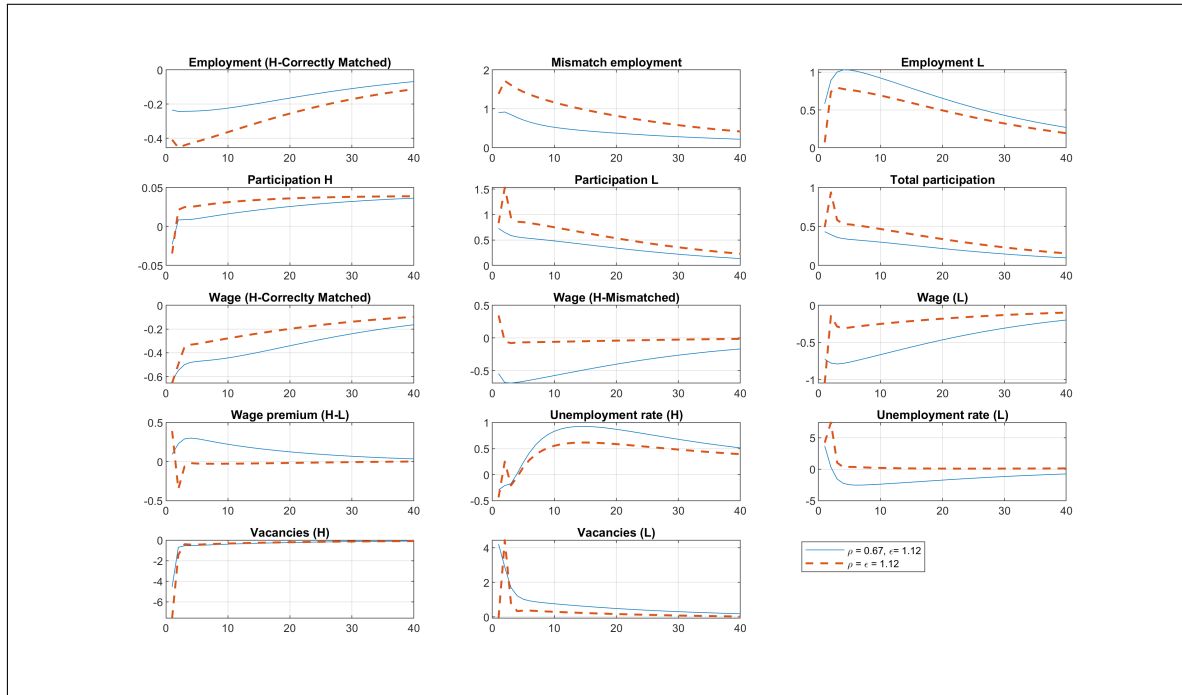 Employment (H-Correctly Matched)
Mismatch employment
Employment L
0
-0.2
-0.4
0 10 20 30 40
2
1
0
0 10 20 30 40
1
0.5
0
0 10 20 30 40
Participation H
Participation L
Total participation
0.05
0
-0.05
0 10 20 30 40
1.5
1
0.5
0
0 10 20 30 40
1
0.5
0
0 10 20 30 40
Wage (H-Correclty Matched)
Wage (H-Mismatched)
Wage (L)
0
-0.2
-0.4
-0.6
0 10 20 30 40
0.5
0
-0.5
0 10 20 30 40
0
-0.5
-1
0 10 20 30 40
Wage premium (H-L)
Unemployment rate (H)
Unemployment rate (L)
0.5
0
-0.5
0 10 20 30 40
1
0.5
0
-0.5
0 10 20 30 40
5
0
-5
0 10 20 30 40
Vacancies (H)
Vacancies (L)
0
-2
-4
-6
0 10 20 30 40
4
2
0
0 10 20 30 40
ρ = 0.67, ϵ= 1.12
ρ = ϵ = 1.12